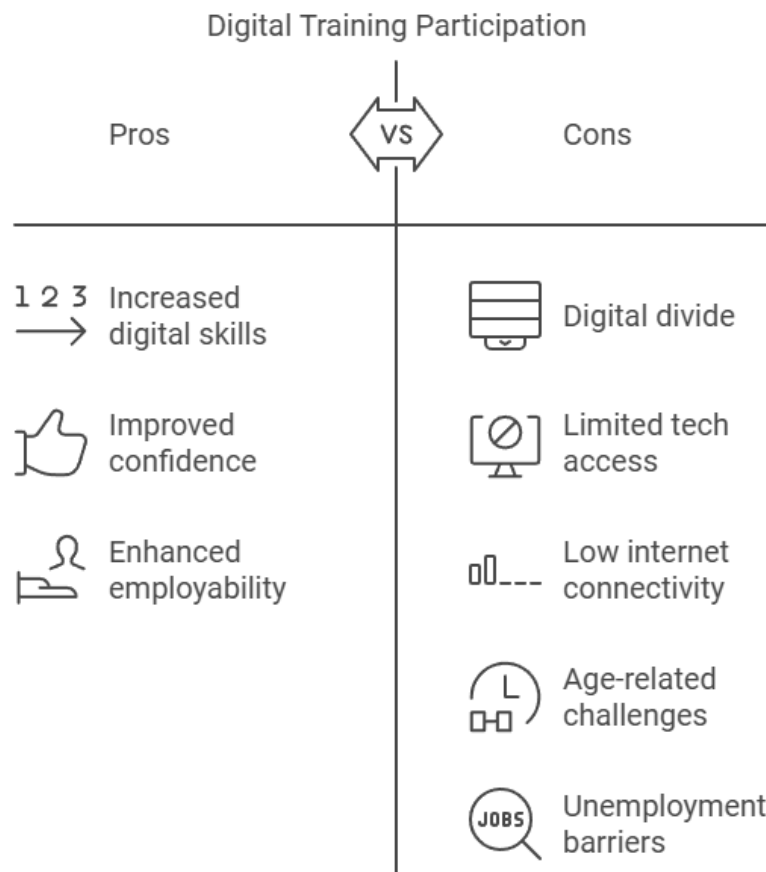 Digital Training Participation
Pros
VS
Cons
1 2 3
Increased
digital skills
Improved
confidence
Enhanced
employability
Digital divide
Limited tech
access
Low internet
connectivity
Age-related
challenges
JOBS
Unemployment
barriers